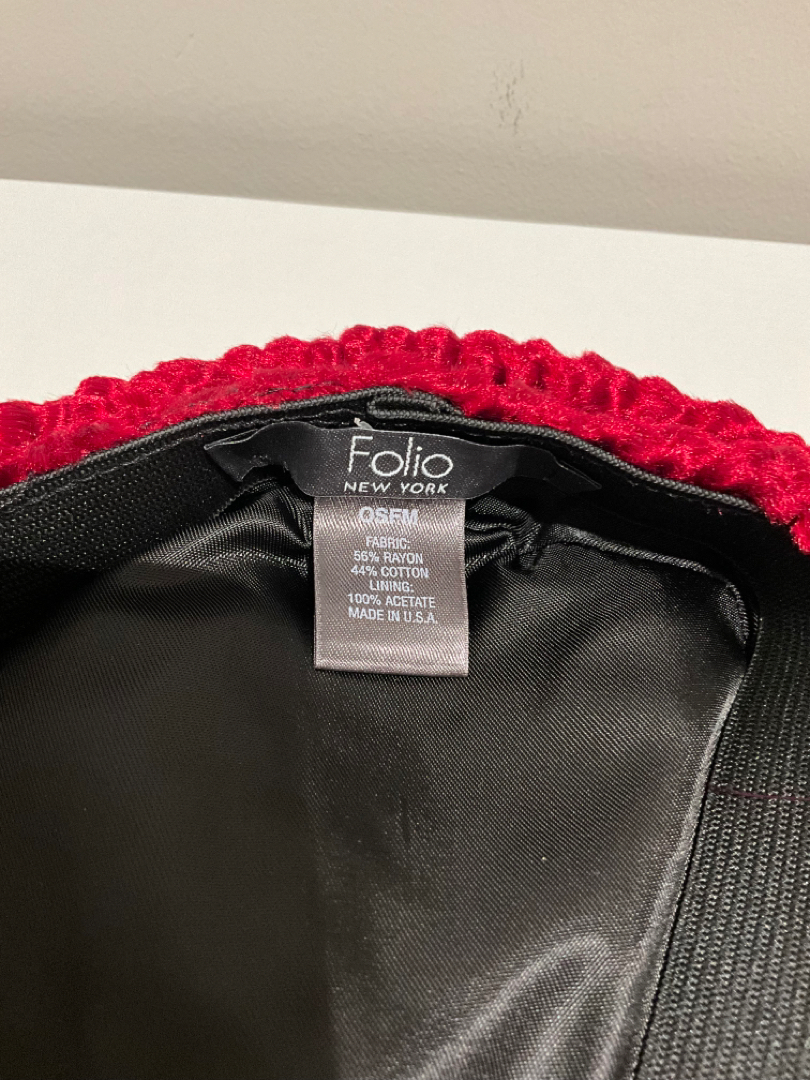 Folio
NEW YORK
OSFM
FABRIC:
56% RAYON
44% COTTON
LINING:
100% ACETATE
MADE IN U.S.A.